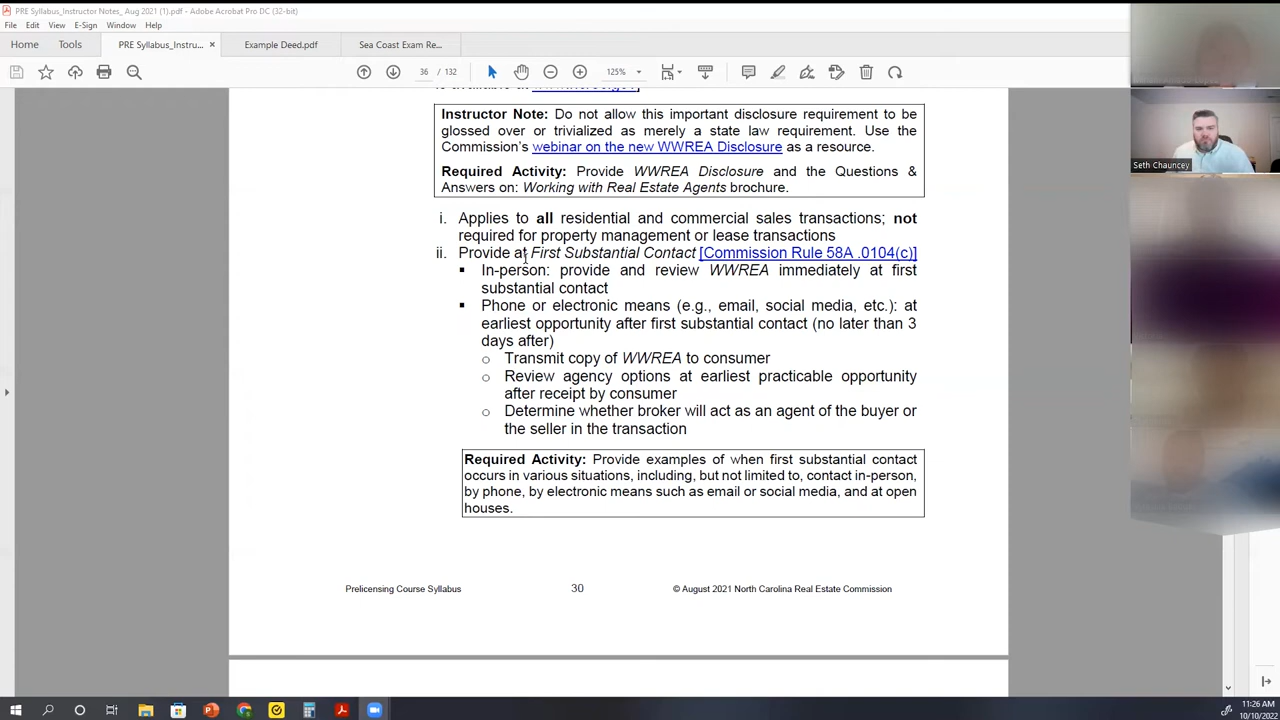 PRE Syllabus_Instructor Notes_ Aug 2021 (1).pdf - Adobe Acrobat Pro DC (32-bit)
File Edit View E-Sign Window Help
Home Tools PRE Syllabus_Instru... × Example Deed.pdf Sea Coast Exam Re...
36 / 132 125%
Instructor Note: Do not allow this important disclosure requirement to be
glossed over or trivialized as merely a state law requirement. Use the
Commission's webinar on the new WWREA Disclosure as a resource.
Required Activity: Provide WWREA Disclosure and the Questions &
Answers on: Working with Real Estate Agents brochure.
Seth Chauncey
i. Applies to all residential and commercial sales transactions; not
required for property management or lease transactions
ii. Provide at First Substantial Contact [Commission Rule 58A .0104(c)]
▪ In-person: provide and review WWREA immediately at first
substantial contact
▪ Phone or electronic means (e.g., email, social media, etc.): at
earliest opportunity after first substantial contact (no later than 3
days after)
○ Transmit copy of WWREA to consumer
○ Review agency options at earliest practicable opportunity
after receipt by consumer
○ Determine whether broker will act as an agent of the buyer or
the seller in the transaction
Required Activity: Provide examples of when first substantial contact
occurs in various situations, including, but not limited to, contact in-person,
by phone, by electronic means such as email or social media, and at open
houses.
Prelicensing Course Syllabus 30 © August 2021 North Carolina Real Estate Commission
11:26 AM
10/10/2022